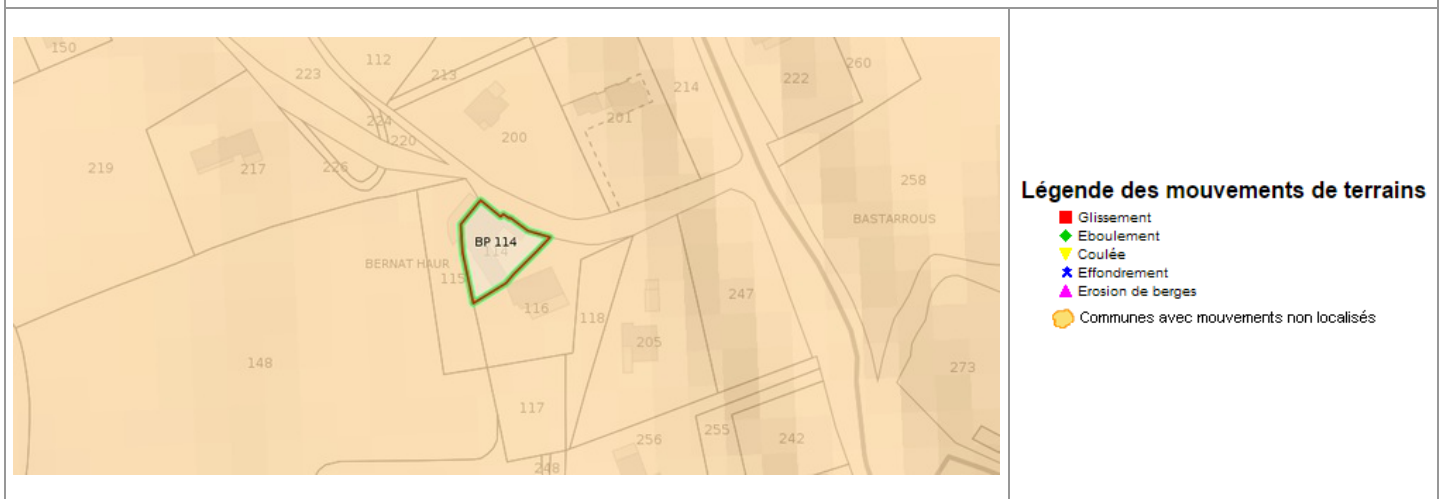 150
112
223
213
260
222
214
224
201
220
200
219
217
226
258
BASTARROUS
BP 114
114
BERNAT HAUR
115
247
116
118
205
148
273
117
255
256
242
248
Légende des mouvements de terrains
Glissement
Eboulement
Coulée
Effondrement
Erosion de berges
Communes avec mouvements non localisés